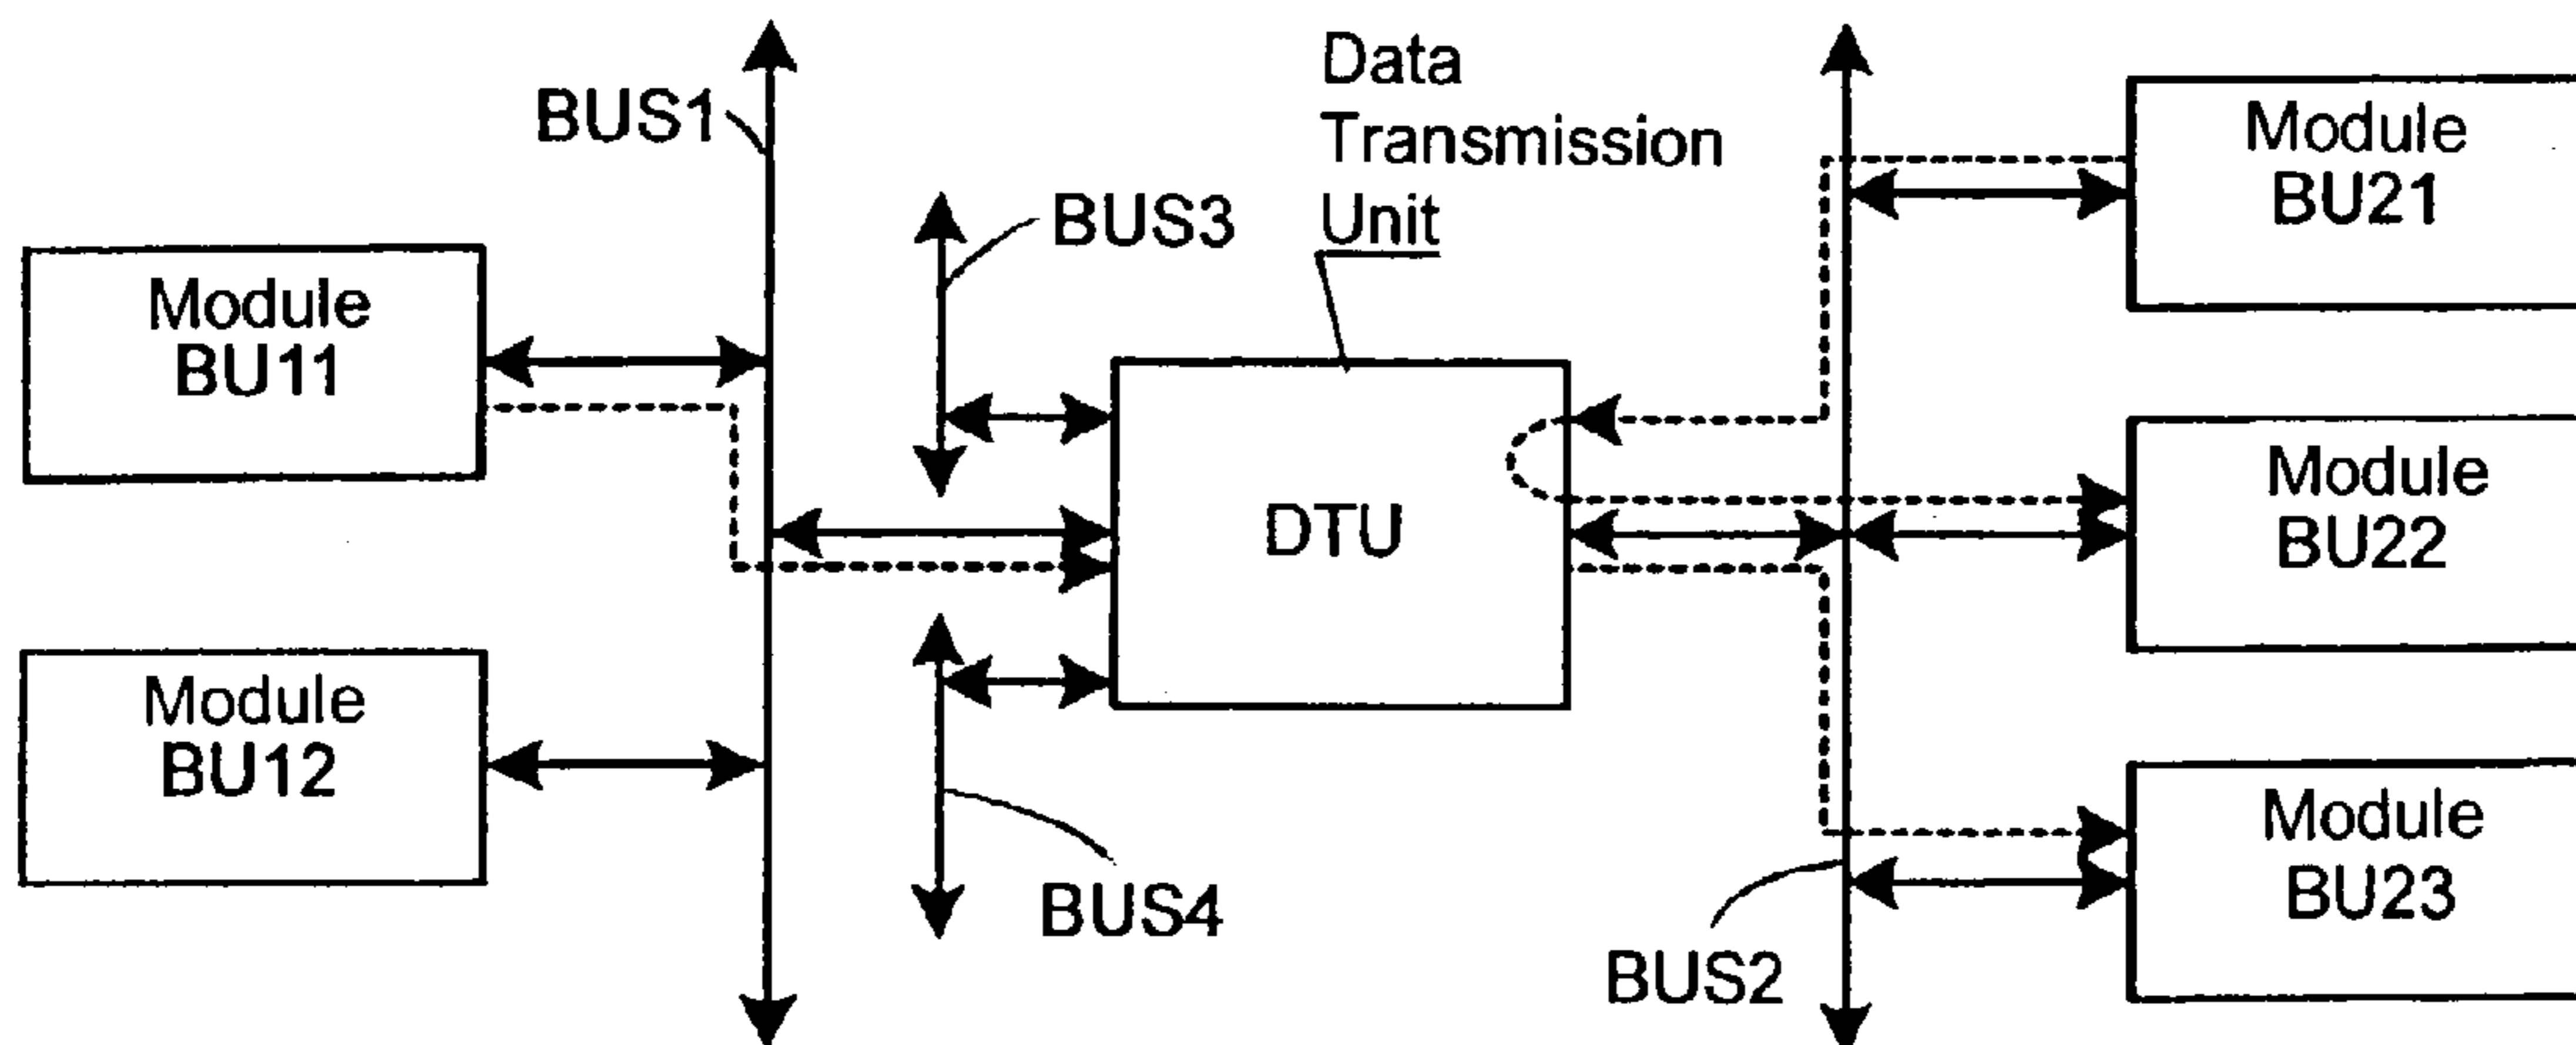 BUS1
Data
Transmission
Unit
BUS3
Module
BU11
Module
BU12
DTU
BUS4
BUS2
Module
BU21
Module
BU22
Module
BU23